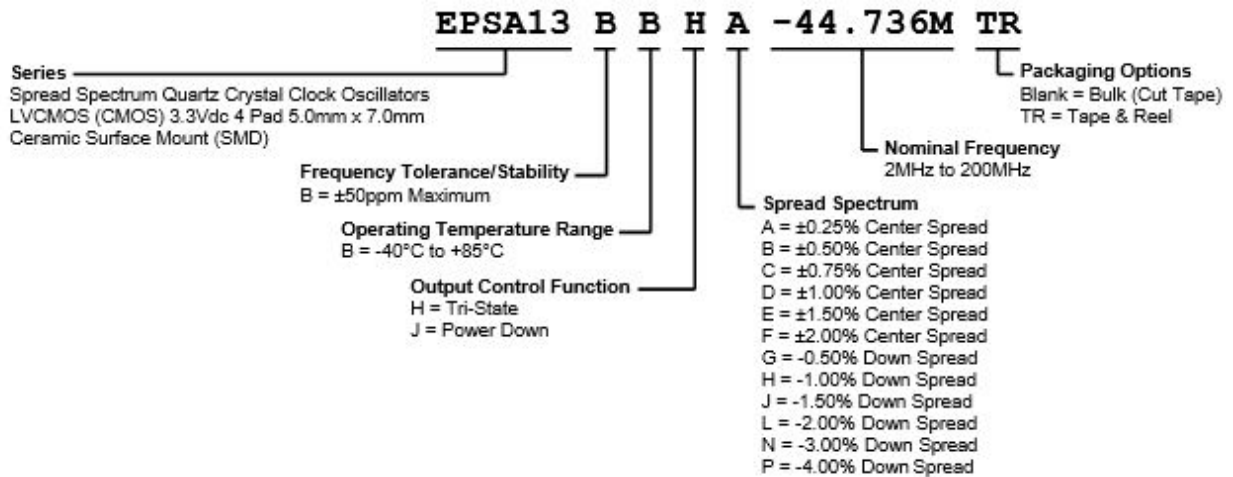 EPSA13 B B H A -44.736M TR
Series
Spread Spectrum Quartz Crystal Clock Oscillators
LVCMOS (CMOS) 3.3Vdc 4 Pad 5.0mm x 7.0mm
Ceramic Surface Mount (SMD)
Frequency Tolerance/Stability
B = ±50ppm Maximum
Operating Temperature Range
B = -40°C to +85°C
Output Control Function
H = Tri-State
J = Power Down
Packaging Options
Blank = Bulk (Cut Tape)
TR = Tape & Reel
Nominal Frequency
2MHz to 200MHz
Spread Spectrum
A = ±0.25% Center Spread
B = ±0.50% Center Spread
C = ±0.75% Center Spread
D = ±1.00% Center Spread
E = ±1.50% Center Spread
F = ±2.00% Center Spread
G = -0.50% Down Spread
H = -1.00% Down Spread
J = -1.50% Down Spread
L = -2.00% Down Spread
N = -3.00% Down Spread
P = -4.00% Down Spread